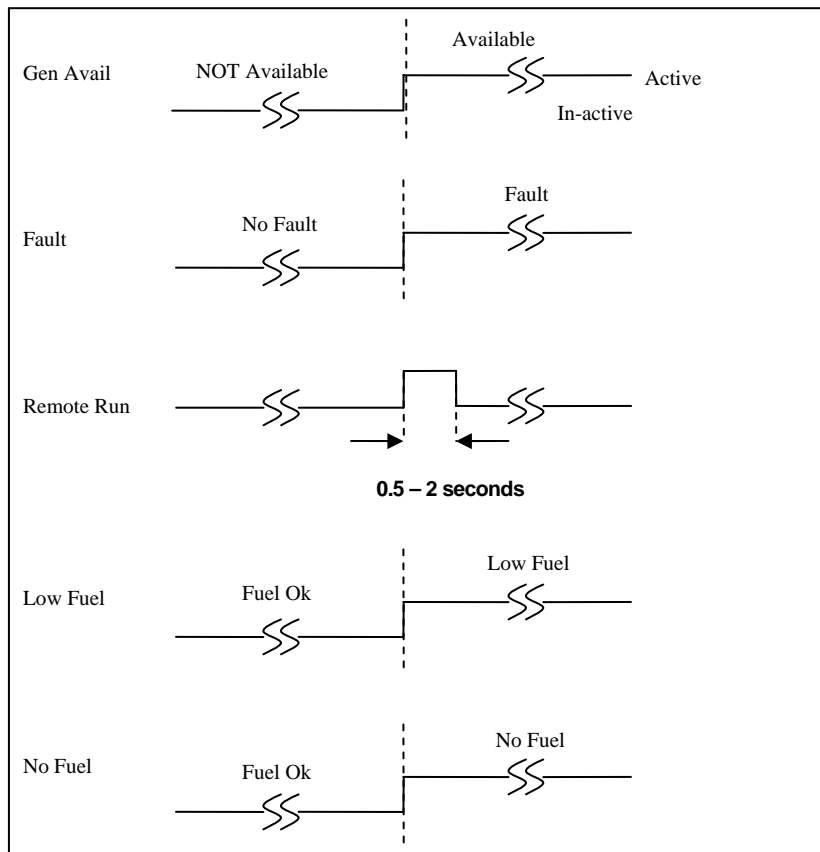 Available
Gen Avail
NOT Available
Active
In-active
Fault
No Fault
Fault
Remote Run
0.5 – 2 seconds
Low Fuel
Fuel Ok
Low Fuel
No Fuel
No Fuel
Fuel Ok